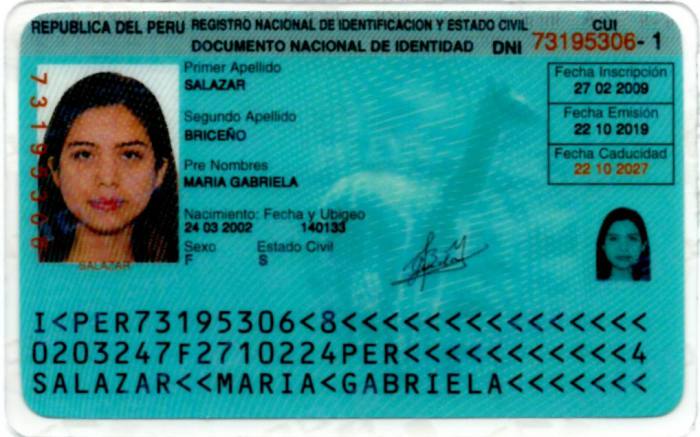 REPUBLICA DEL PERU REGISTRO NACIONAL DE IDENTIFICACION Y ESTADO CIVIL
DOCUMENTO NACIONAL DE IDENTIDAD DNI
CUI
73195306- 1
73195306
Primer Apellido
SALAZAR
Segundo Apellido
BRICEÑO
Pre Nombres
MARIA GABRIELA
Nacimiento: Fecha y Ubigeo
24 03 2002 140133
Sexo Estado Civil
F S
Fecha Inscripción
27 02 2009
Fecha Emisión
22 10 2019
Fecha Caducidad
22 10 2027
SALAZAR
I<PER73195306<8<<<<<<<<<<<<<<<
0203247F2710224PER<<<<<<<<<<<4
SALAZAR<<MARIA<GABRIELA<<<<<<<